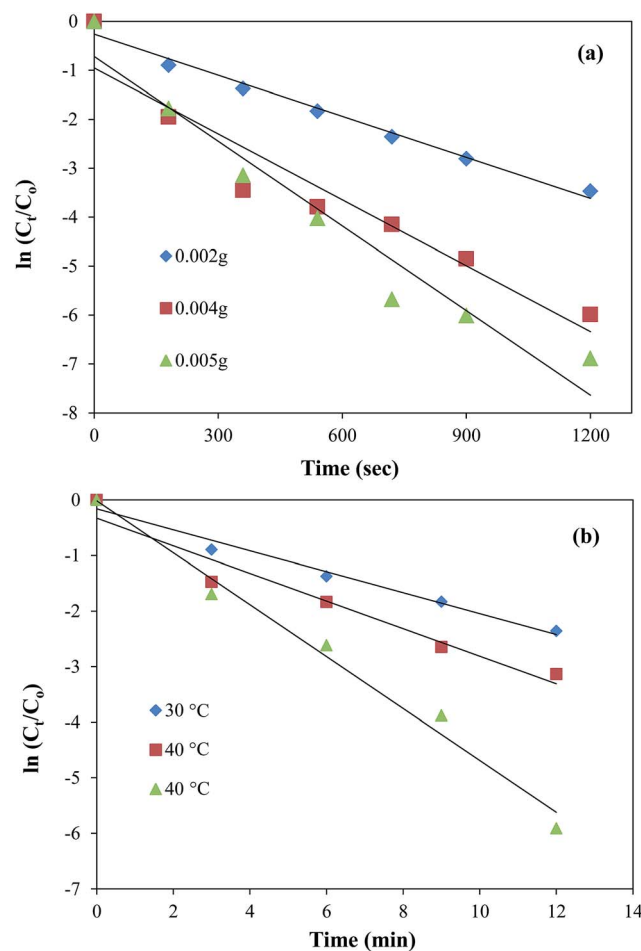 (a)
0
-1
-2
-3
-4
-5
-6
-7
-8
ln (Cₜ/Cₒ)
0.002g
0.004g
0.005g
0 300 600 900 1200
Time (sec)
(b)
0
-1
-2
-3
-4
-5
-6
-7
ln (Cₜ/Cₒ)
30 °C
40 °C
40 °C
0 2 4 6 8 10 12 14
Time (min)